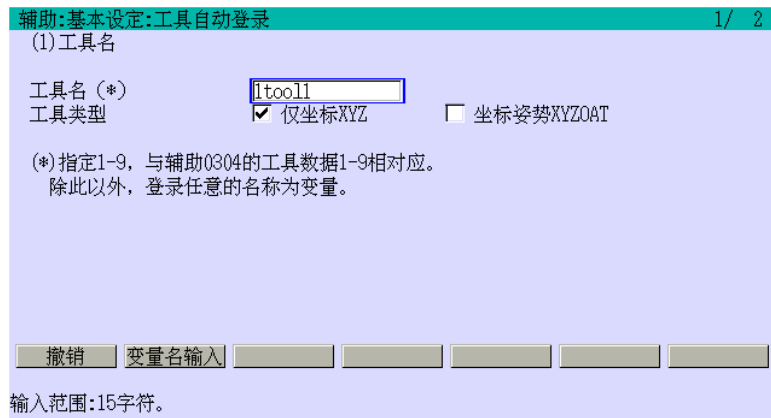 辅助:基本设定:工具自动登录 1/ 2
(1)工具名
工具名 (*) 1tool1
工具类型 仅坐标XYZ 坐标姿势XYZOAT
(*)指定1-9，与辅助0304的工具数据1-9相对应。
除此以外，登录任意的名称为变量。
撤销 变量名输入
输入范围:15字符。